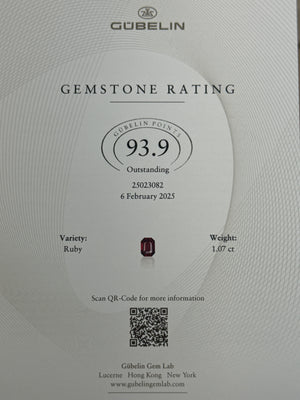 GÜBELIN
GEMSTONE RATING
GÜBELIN POINTS
93.9
Outstanding
25023082
6 February 2025
Variety:
Ruby
Weight:
1.07 ct
Scan QR-Code for more information
Gübelin Gem Lab
Lucerne Hong Kong New York
www.gubelingemlab.com